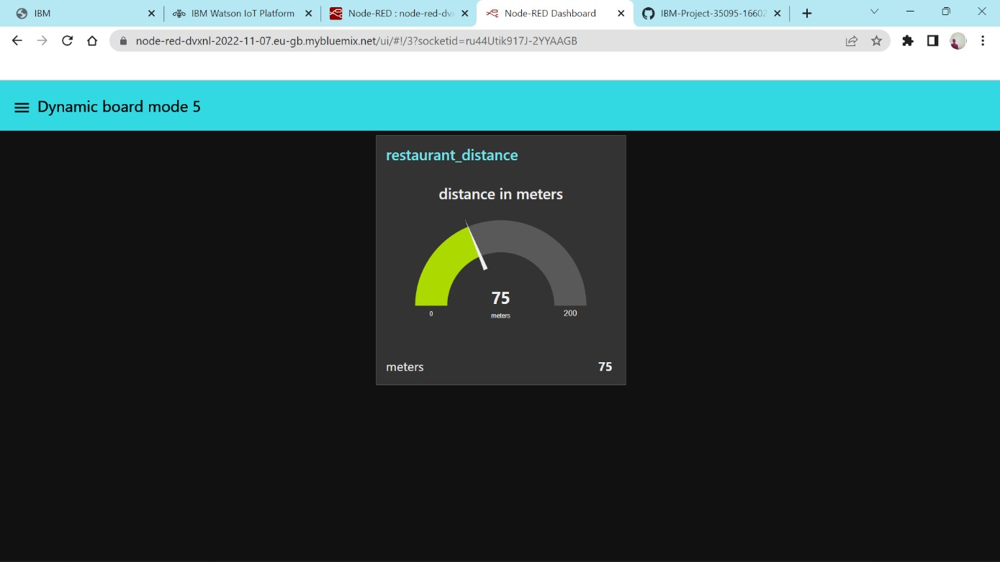 IBM
IBM Watson IoT Platform
Node-RED : node-red-dv
Node-RED Dashboard
IBM-Project-35095-16602
node-red-dvxnl-2022-11-07.eu-gb.mybluemix.net/ui/#!/3?socketid=ru44Utik917J-2YYAAGB
Dynamic board mode 5
restaurant_distance
distance in meters
75
0
meters
200
meters
75